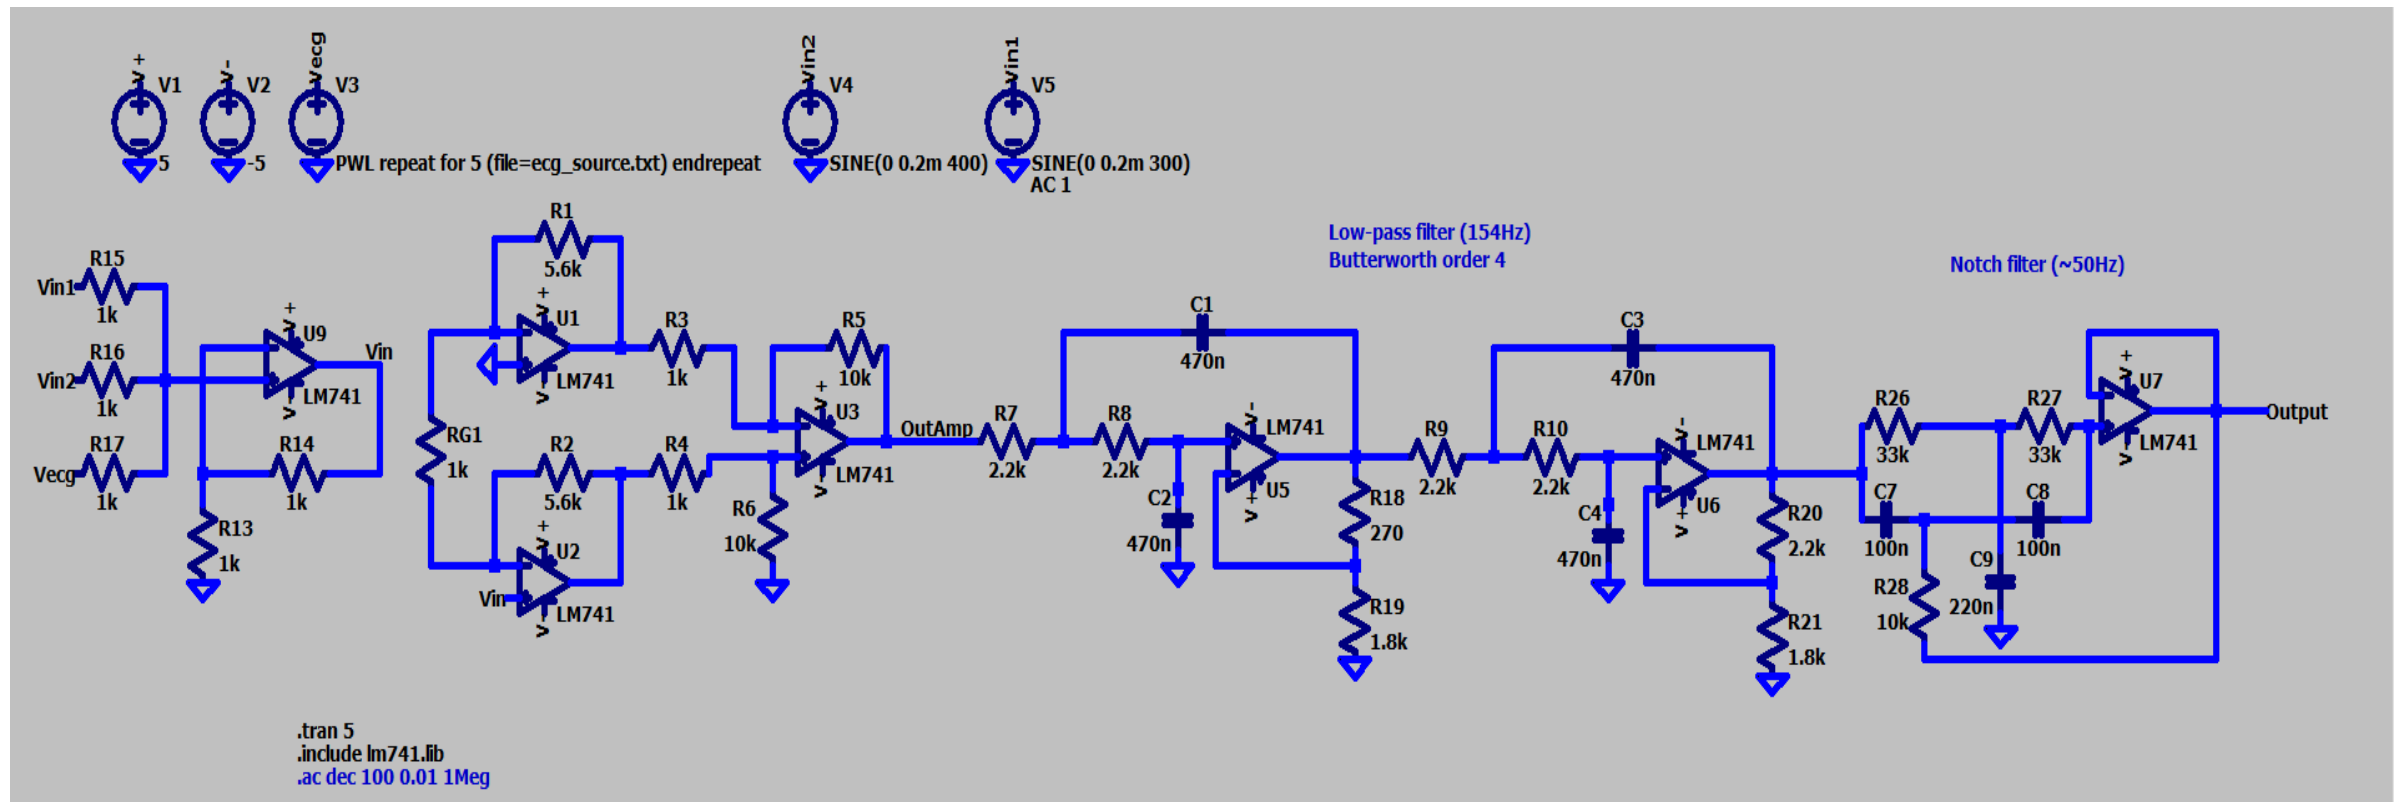 V+
V1
5
V-
V2
-5
Vecg
V3
PWL repeat for 5 (file=ecg_source.txt) endrepeat
Vin2
V4
SINE(0 0.2m 400)
Vin1
V5
SINE(0 0.2m 300)
AC 1
Low-pass filter (154Hz)
Butterworth order 4
Notch filter (~50Hz)
Vin1
R15
1k
Vin2
R16
1k
Vecg
R17
1k
V+
U9
LM741
V-
Vin
R14
1k
R13
1k
R1
5.6k
V+
U1
LM741
V-
RG1
1k
R2
5.6k
V+
U2
Vin
LM741
V-
R3
1k
R4
1k
R5
10k
V+
U3
LM741
V-
R6
10k
OutAmp
R7
2.2k
R8
2.2k
C1
470n
C2
470n
V-
LM741
U5
V+
R18
270
R19
1.8k
R9
2.2k
R10
2.2k
C3
470n
C4
470n
V-
LM741
U6
V+
R20
2.2k
R21
1.8k
R26
33k
R27
33k
C7
100n
C8
100n
C9
220n
R28
10k
V+
U7
LM741
V-
Output
.tran 5
.include lm741.lib
.ac dec 100 0.01 1Meg